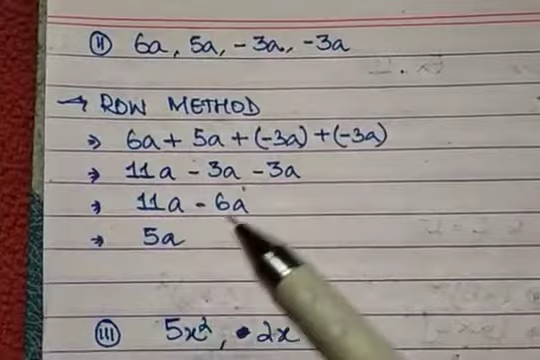 (ii) 6a, 5a, -3a, -3a
→ ROW METHOD
⇒ 6a + 5a + (-3a) + (-3a)
⇒ 11a - 3a - 3a
⇒ 11a - 6a
⇒ 5a
(iii) 5x², 2x